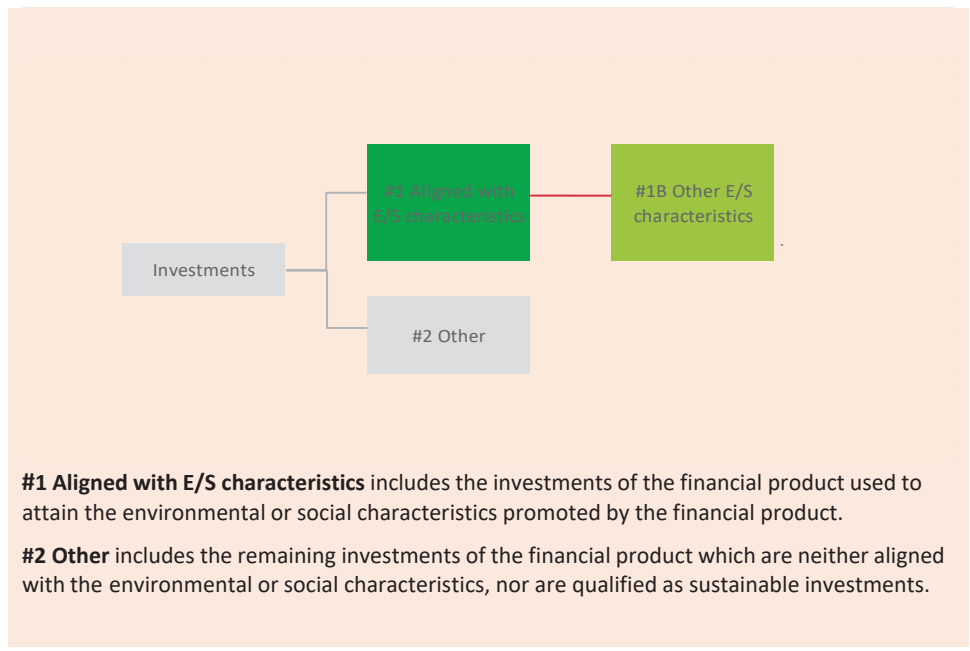 #1 Aligned with
E/S characteristics
#1B Other E/S
characteristics
`
Investments
#2 Other
#1 Aligned with E/S characteristics includes the investments of the financial product used to
attain the environmental or social characteristics promoted by the financial product.
#2 Other includes the remaining investments of the financial product which are neither aligned
with the environmental or social characteristics, nor are qualified as sustainable investments.